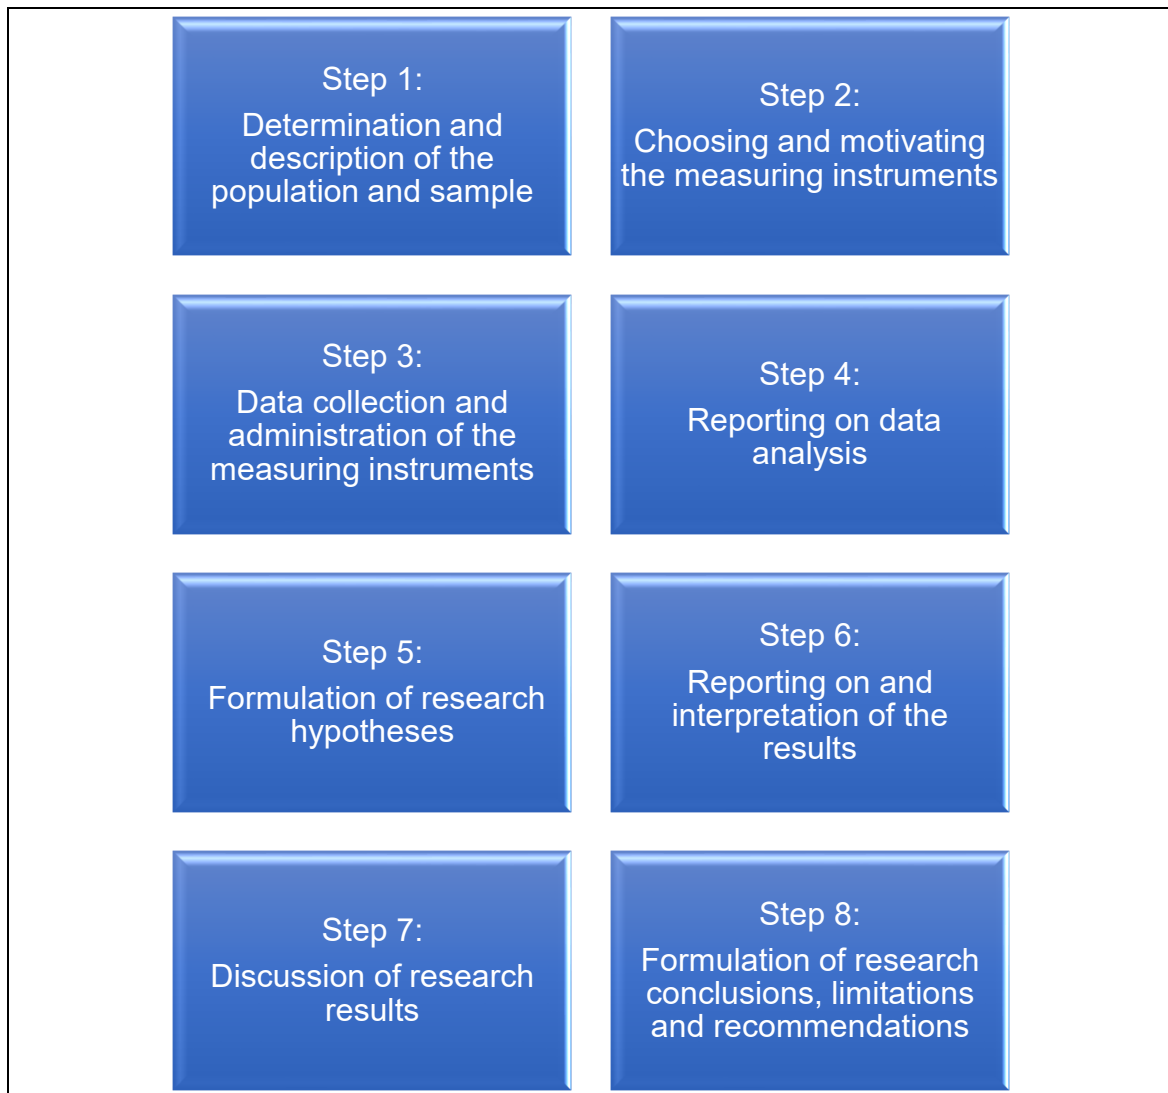 Step 1:
Determination and
description of the
population and sample
Step 2:
Choosing and motivating
the measuring instruments
Step 3:
Data collection and
administration of the
measuring instruments
Step 4:
Reporting on data
analysis
Step 5:
Formulation of research
hypotheses
Step 6:
Reporting on and
interpretation of the
results
Step 7:
Discussion of research
results
Step 8:
Formulation of research
conclusions, limitations
and recommendations